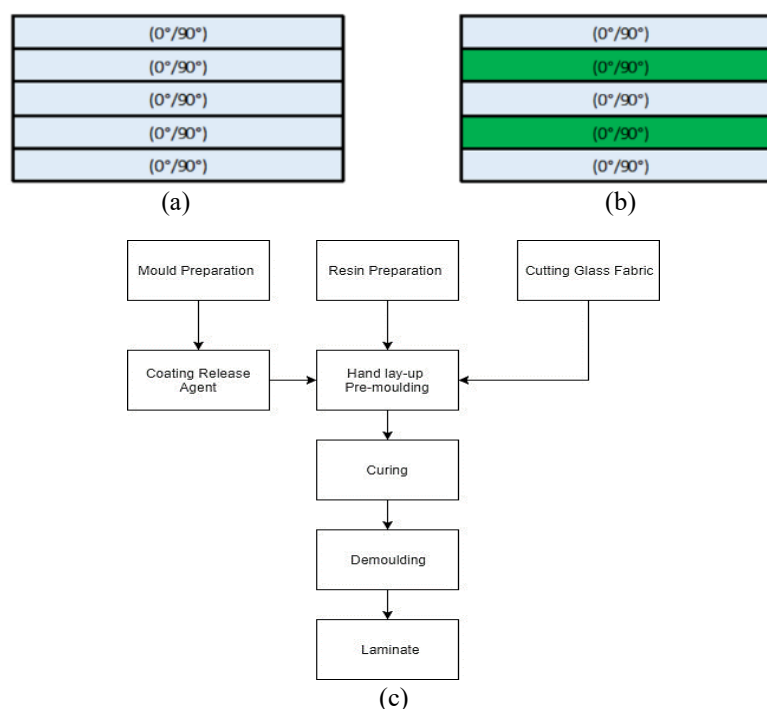 (0°/90°)
(0°/90°)
(0°/90°)
(0°/90°)
(0°/90°)
(a)
(0°/90°)
(0°/90°)
(0°/90°)
(0°/90°)
(0°/90°)
(b)
Mould Preparation
Resin Preparation
Cutting Glass Fabric
Coating Release
Agent
Hand lay-up
Pre-moulding
Curing
Demoulding
Laminate
(c)